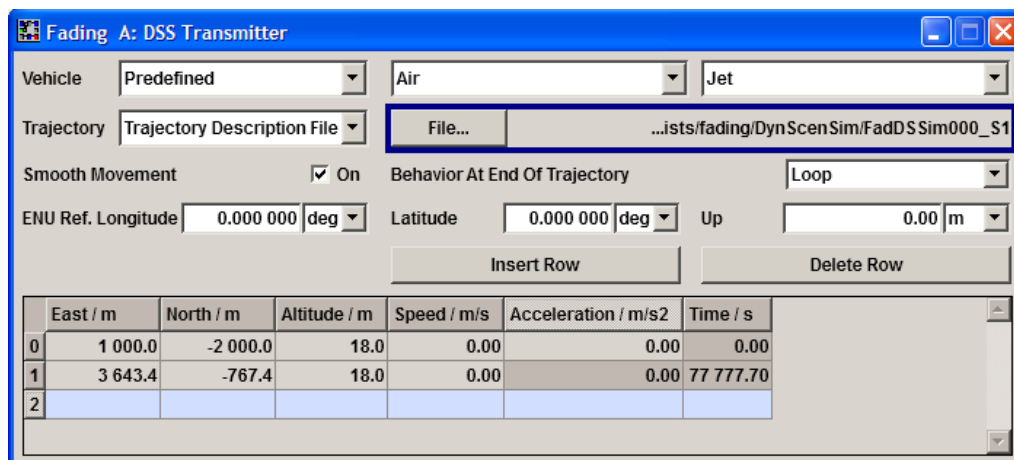 Fading A: DSS Transmitter
Vehicle Predefined Air Jet
Trajectory Trajectory Description File File... ...ists/fading/DynScenSim/FadDSSim000_S1
Smooth Movement On Behavior At End Of Trajectory Loop
ENU Ref. Longitude 0.000 000 deg Latitude 0.000 000 deg Up 0.00 m
Insert Row Delete Row
East / m North / m Altitude / m Speed / m/s Acceleration / m/s2 Time / s
0 1 000.0 -2 000.0 18.0 0.00 0.00 0.00
1 3 643.4 -767.4 18.0 0.00 0.00 77 777.70
2